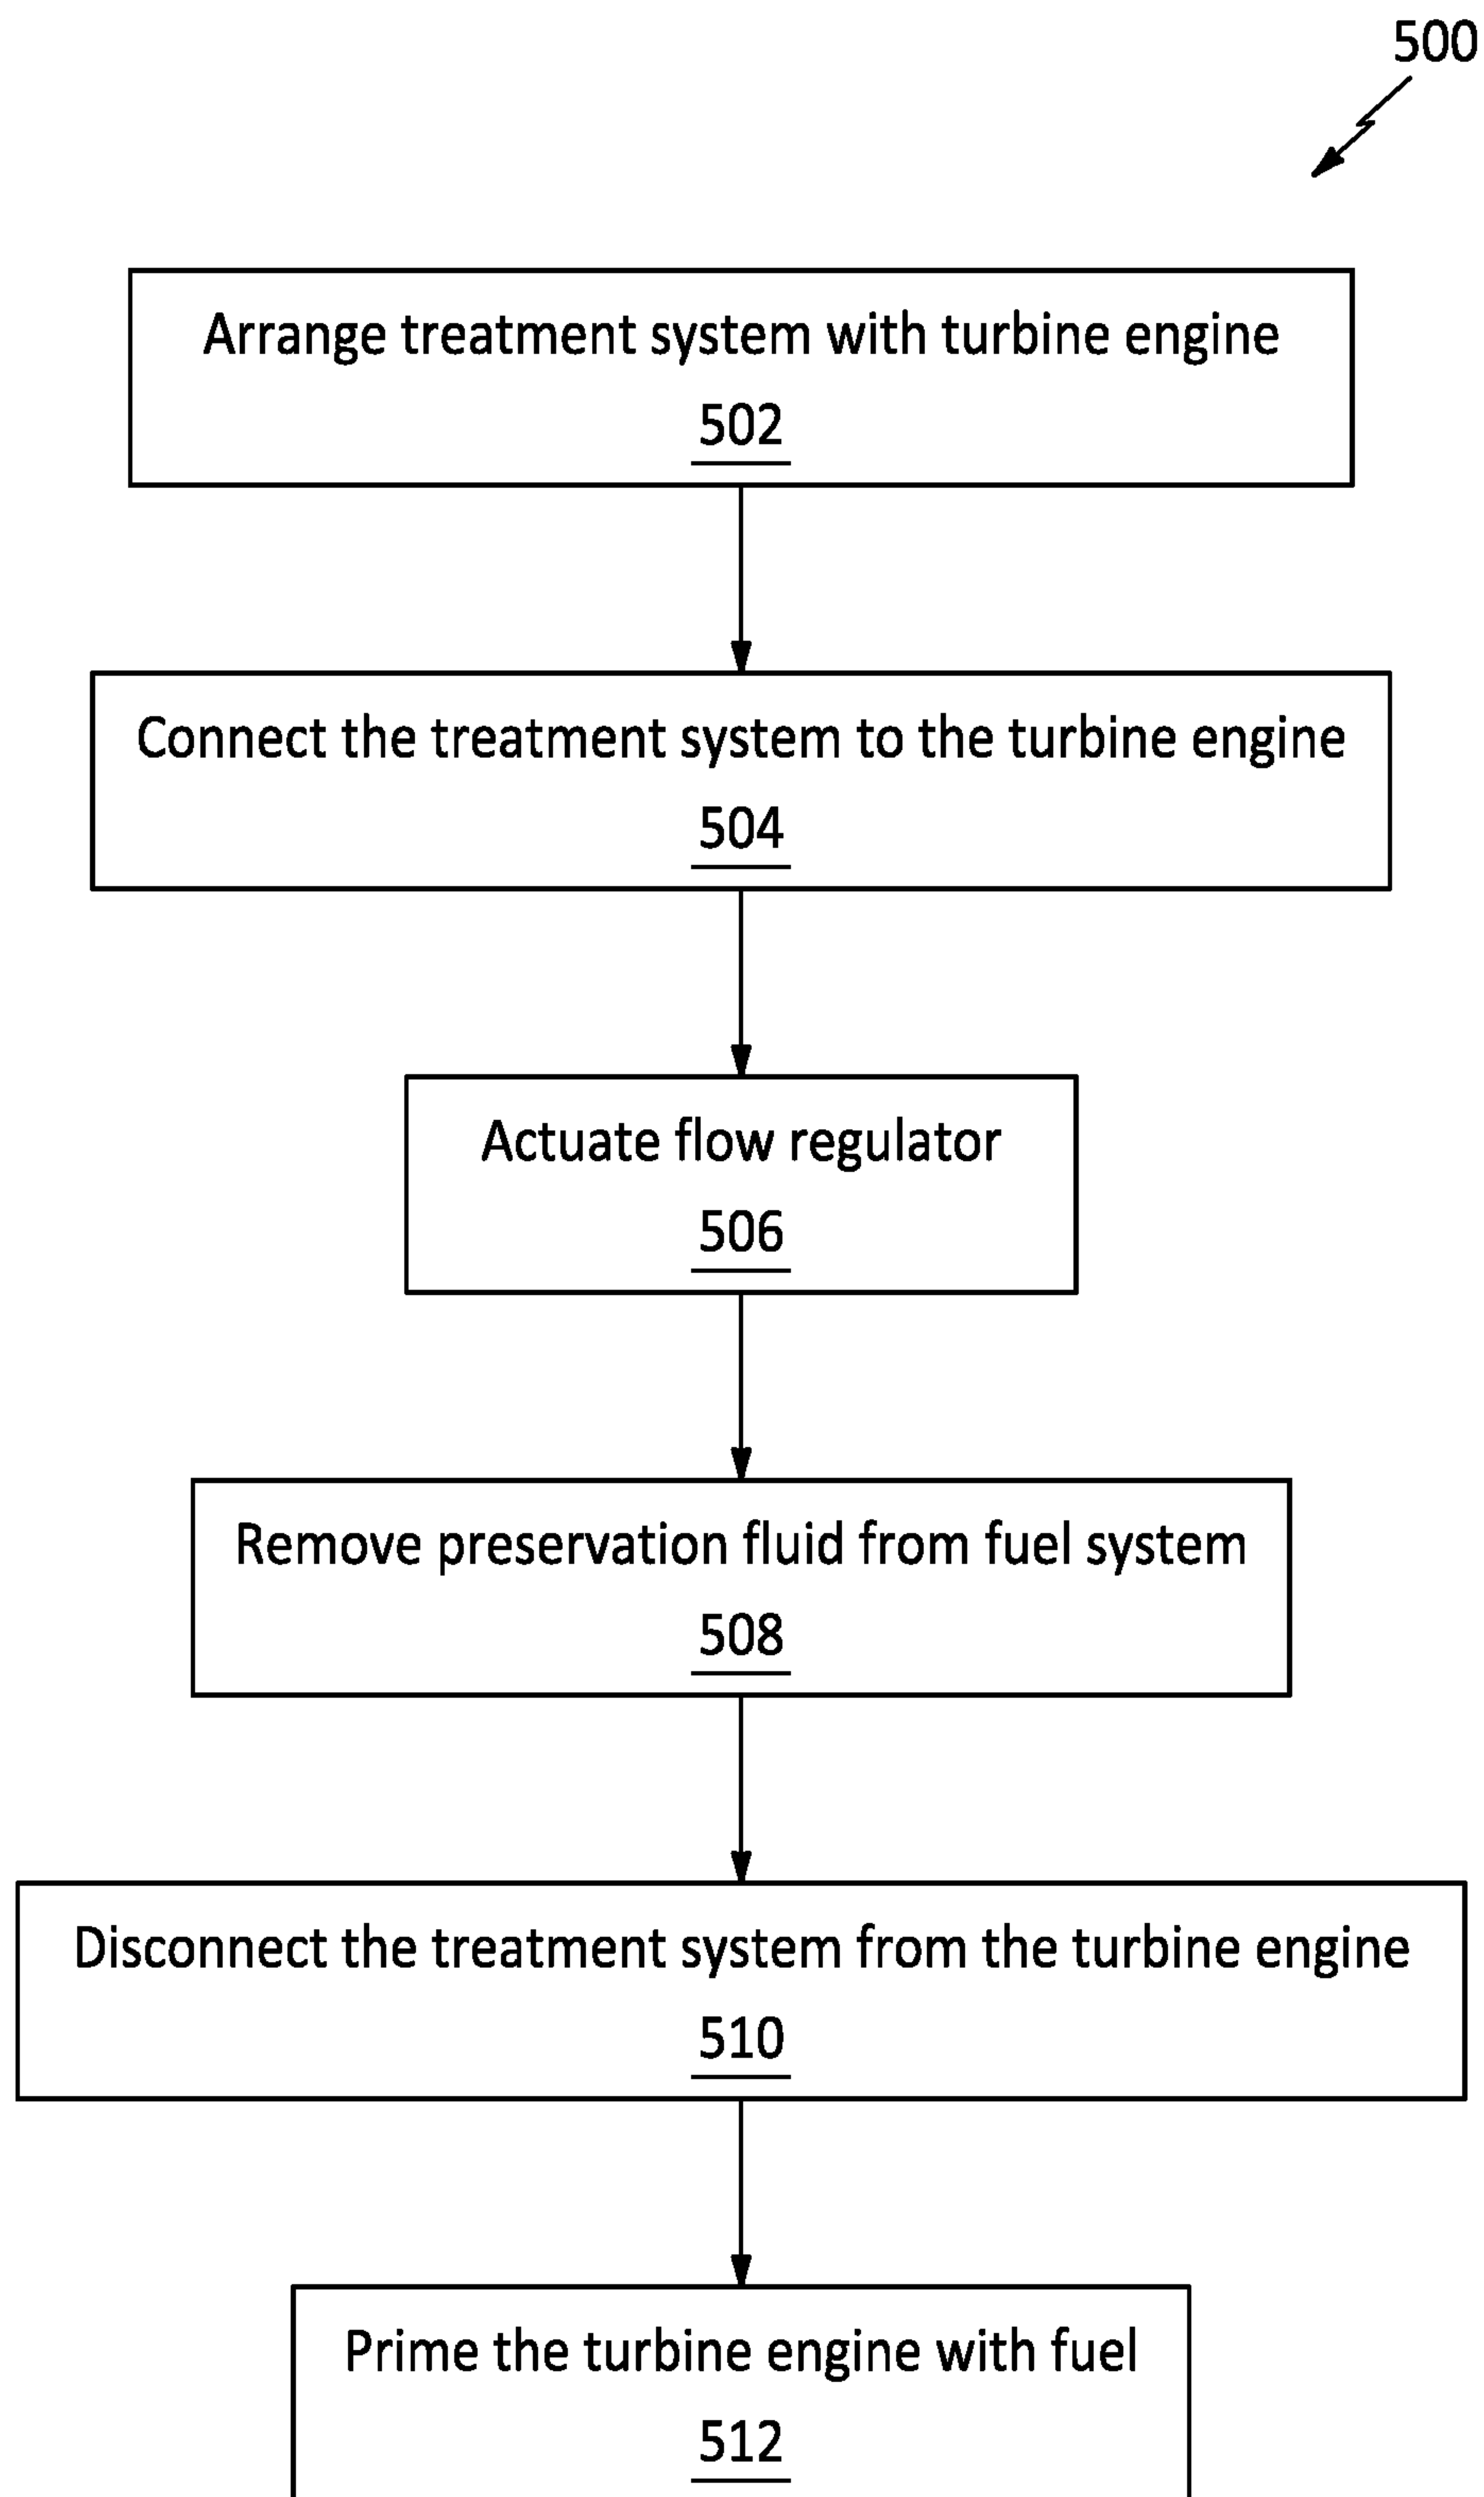 500
Arrange treatment system with turbine engine
502
Connect the treatment system to the turbine engine
504
Actuate flow regulator
506
Remove preservation fluid from fuel system
508
Disconnect the treatment system from the turbine engine
510
Prime the turbine engine with fuel
512